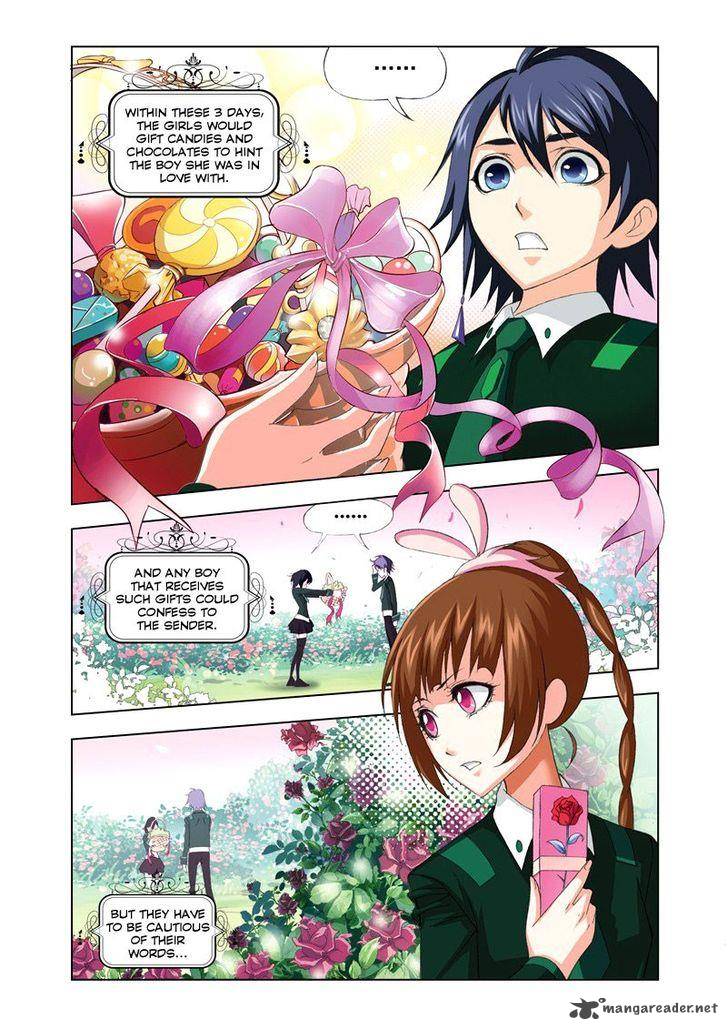 ......
WITHIN THESE 3 DAYS,
THE GIRLS WOULD
GIFT CANDIES AND
CHOCOLATES TO HINT
THE BOY SHE WAS IN
LOVE WITH.
......
AND ANY BOY
THAT RECEIVES
SUCH GIFTS COULD
CONFESS TO
THE SENDER.
BUT THEY HAVE
TO BE CAUTIOUS
OF THEIR
WORDS...
mangareader.net